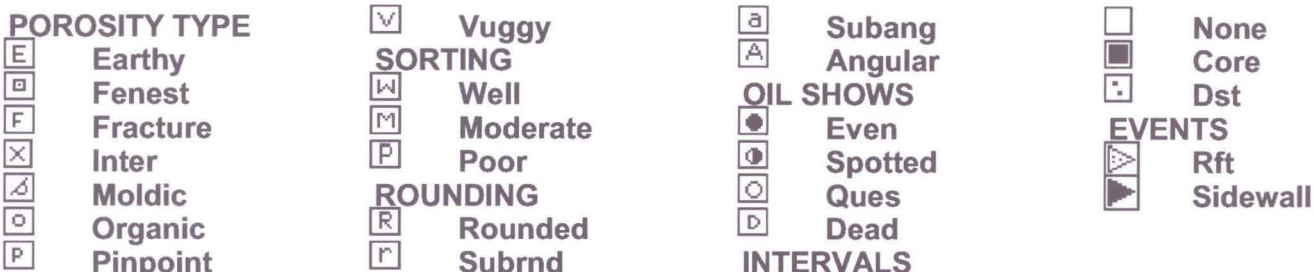 POROSITY TYPE
E Earthy
Fenest
F Fracture
Inter
Moldic
Organic
P Pinpoint
V Vuggy
SORTING
W Well
M Moderate
P Poor
ROUNDING
R Rounded
r Subrnd
a Subang
A Angular
OIL SHOWS
Even
Spotted
Ques
D Dead
INTERVALS
None
Core
Dst
EVENTS
Rft
Sidewall